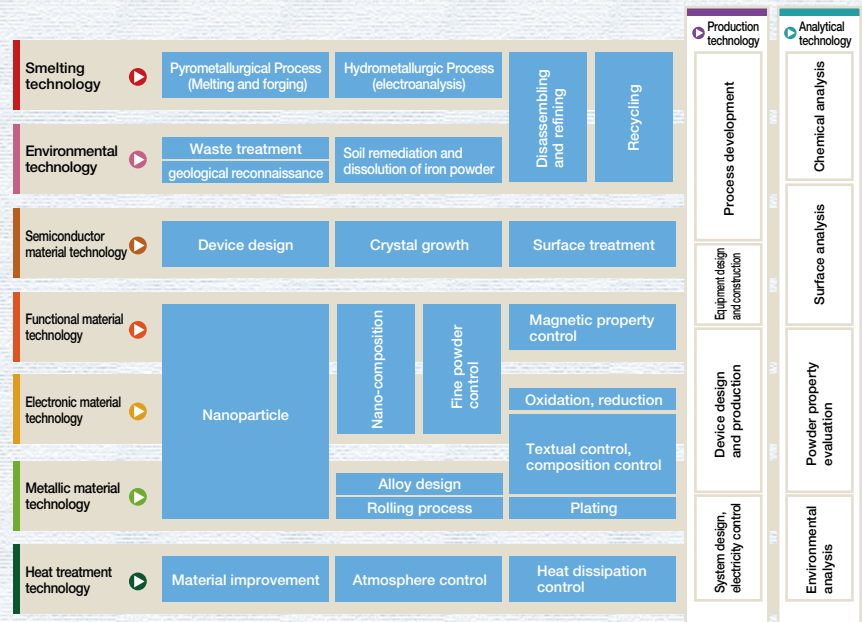 Production
technology
Analytical
technology
Smelting
technology
Pyrometallurgical Process
(Melting and forging)
Hydrometallurgic Process
(electroanalysis)
Disassembling
and refining
Recycling
Environmental
technology
Waste treatment
geological reconnaissance
Soil remediation and
dissolution of iron powder
Semiconductor
material technology
Device design
Crystal growth
Surface treatment
Functional material
technology
Nanoparticle
Nano-composition
Fine powder
control
Magnetic property
control
Electronic material
technology
Oxidation, reduction
Textual control,
composition control
Metallic material
technology
Alloy design
Rolling process
Plating
Heat treatment
technology
Material improvement
Atmosphere control
Heat dissipation
control
Process development
Equipment design
and construction
Device design
and production
System design,
electricity control
Chemical analysis
Surface analysis
Powder property
evaluation
Environmental
analysis